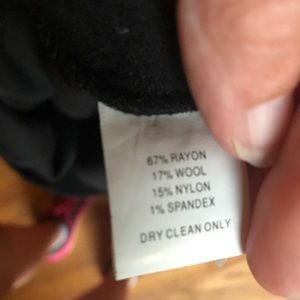 67% RAYON
17% WOOL
15% NYLON
1% SPANDEX
DRY CLEAN ONLY